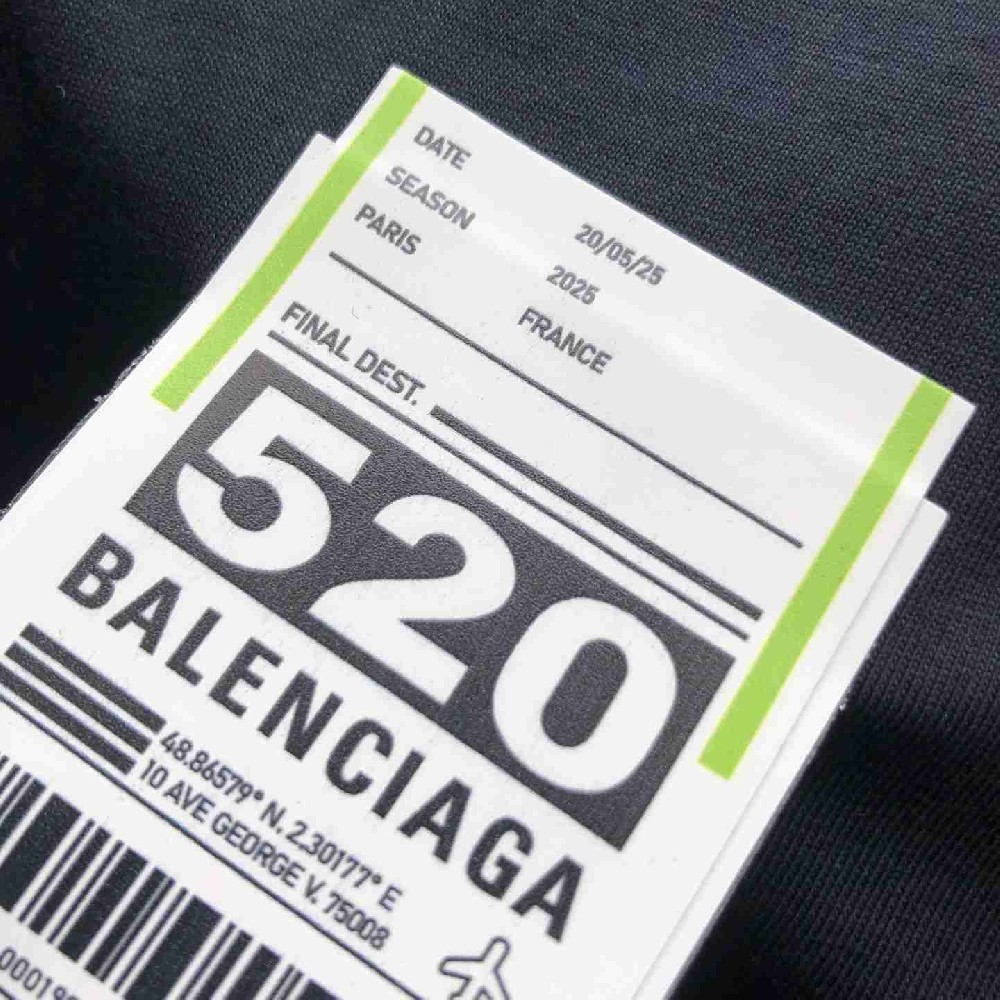 DATE 20/05/25
SEASON 2025
PARIS FRANCE
FINAL DEST.
520
BALENCIAGA
48.86579° N. 2.30177° E
10 AVE GEORGE V. 75008